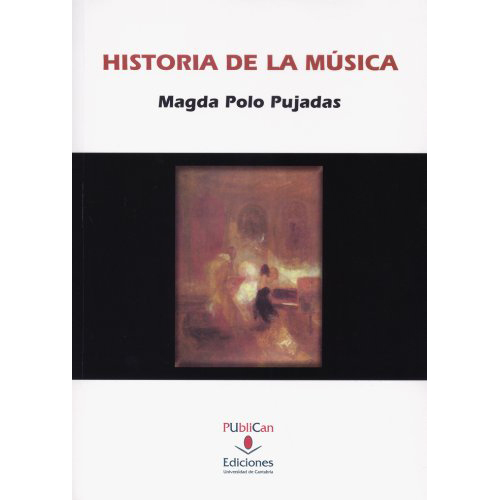 HISTORIA DE LA MÚSICA
Magda Polo Pujadas
PUbliCan
Ediciones
Universidad de Cantabria